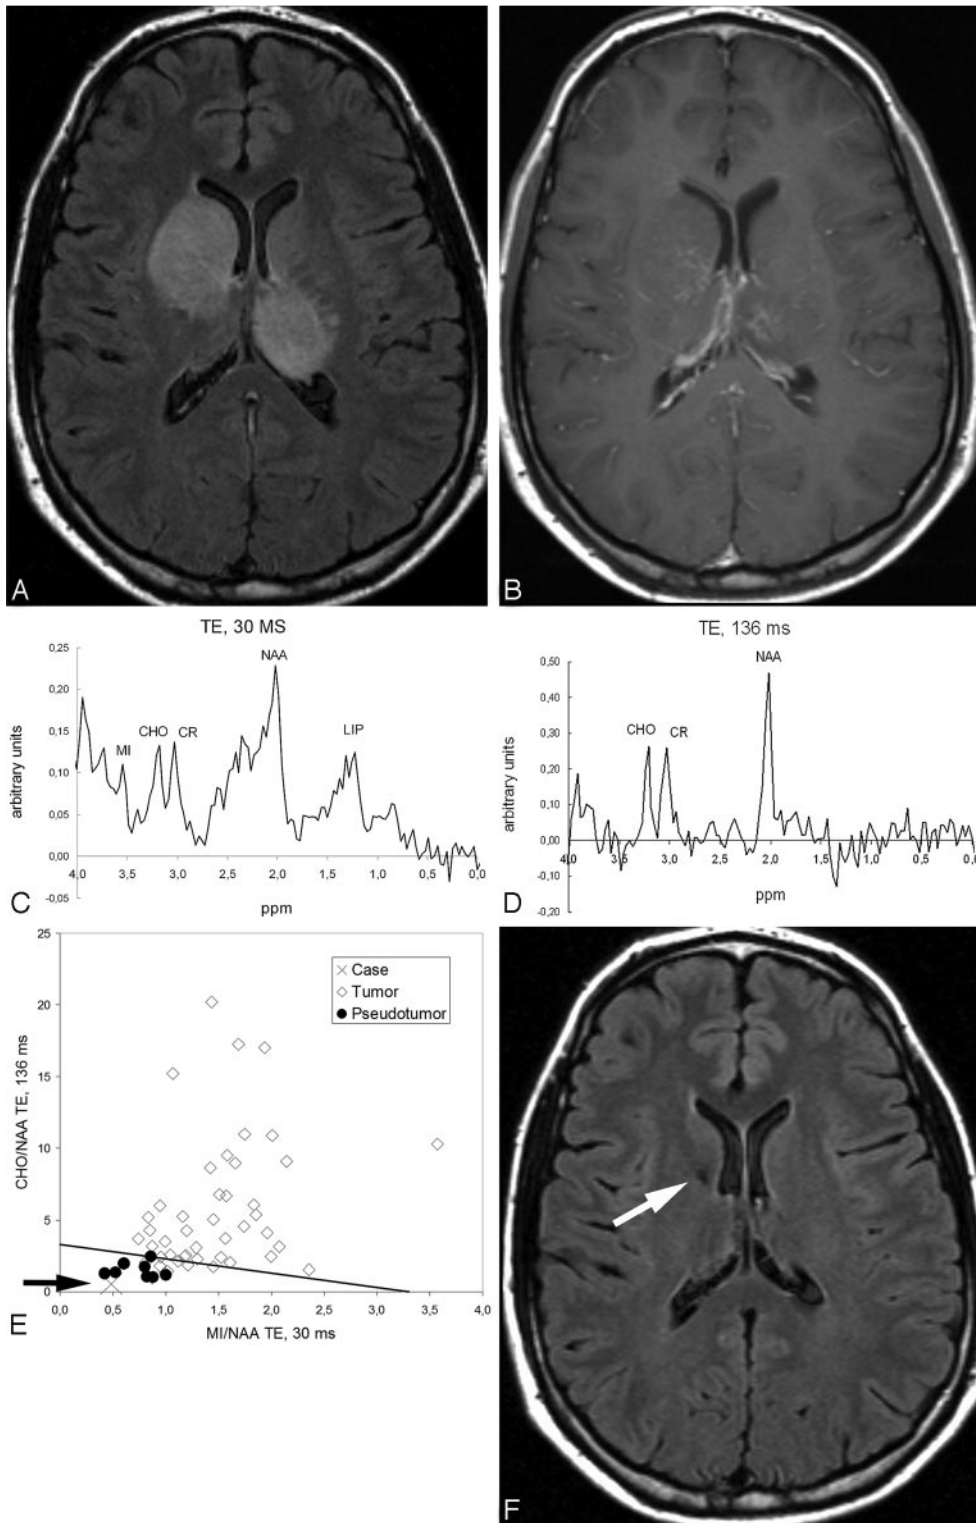 A
B
TE, 30 MS
0,25
0,20
0,15
0,10
0,05
0,00
-0,05
arbitrary units
MI
CHO
CR
NAA
LIP
4,0 3,5 3,0 2,5 2,0 1,5 1,0 0,5 0,0
ppm
C
TE, 136 ms
0,50
0,40
0,30
0,20
0,10
0,00
-0,10
-0,20
arbitrary units
CHO
CR
NAA
4,0 3,5 3,0 2,5 2,0 1,5 1,0 0,5 0,0
ppm
D
25
20
15
10
5
0
CHO/NAA TE, 136 ms
Case
Tumor
Pseudotumor
0,0 0,5 1,0 1,5 2,0 2,5 3,0 3,5 4,0
MI/NAA TE, 30 ms
E
F